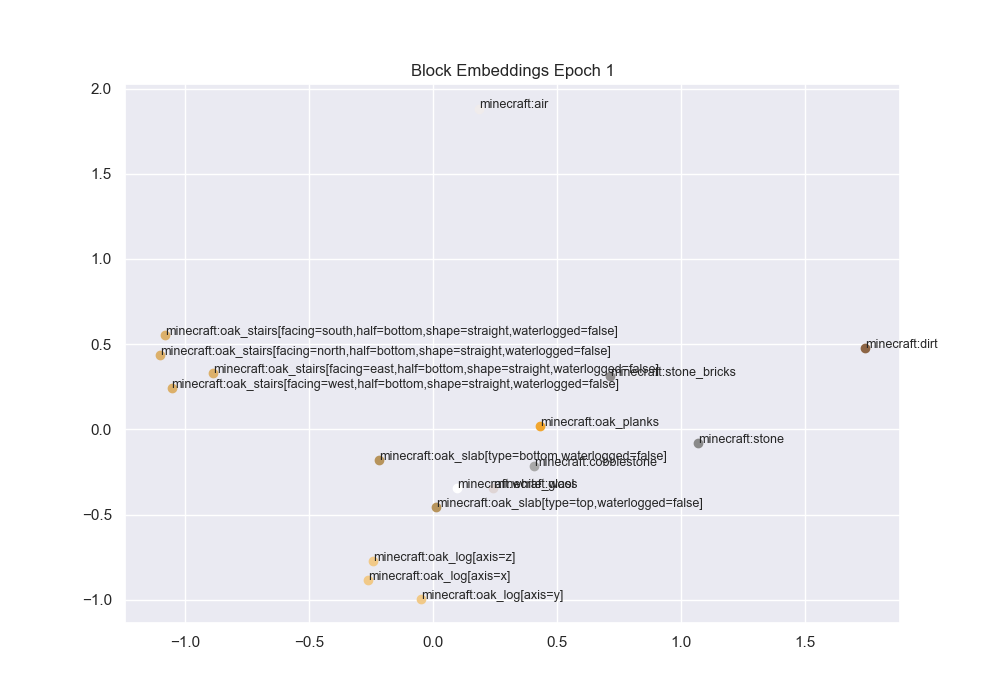 Block Embeddings Epoch 1
2.0
1.5
1.0
0.5
0.0
−0.5
−1.0
minecraft:air
minecraft:oak_stairs[facing=south,half=bottom,shape=straight,waterlogged=false]
minecraft:dirt
minecraft:oak_stairs[facing=north,half=bottom,shape=straight,waterlogged=false]
minecraft:oak_stairs[facing=east,half=bottom,shape=straight,waterlogged=false]
minecraft:stone_bricks
minecraft:oak_stairs[facing=west,half=bottom,shape=straight,waterlogged=false]
minecraft:oak_planks
minecraft:stone
minecraft:oak_slab[type=bottom,waterlogged=false]
minecraft:cobblestone
minecraft:white_wool
minecraft:glass
minecraft:oak_slab[type=top,waterlogged=false]
minecraft:oak_log[axis=z]
minecraft:oak_log[axis=x]
minecraft:oak_log[axis=y]
−1.0
−0.5
0.0
0.5
1.0
1.5